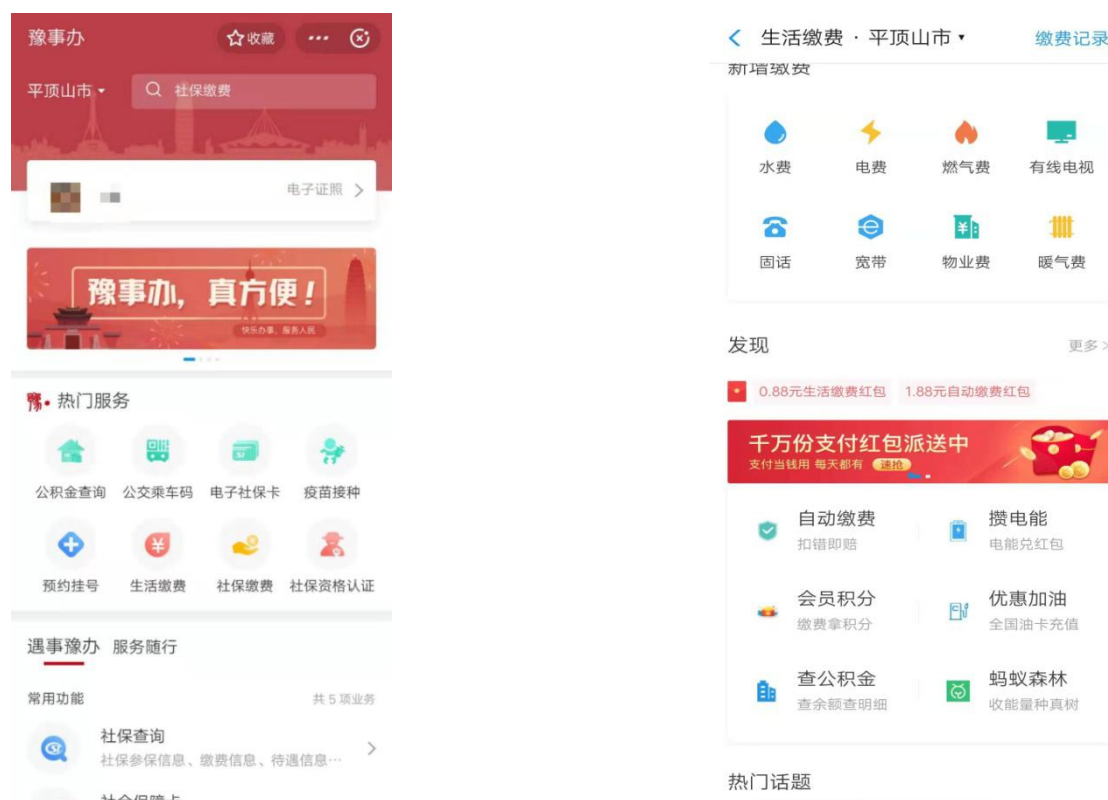 豫事办
收藏
平顶山市
社保缴费
电子证照
豫事办，真方便！
快乐办事，服务人民
豫 热门服务
公积金查询 公交乘车码 电子社保卡 疫苗接种
预约挂号 生活缴费 社保缴费 社保资格认证
遇事豫办 服务随行
常用功能 共 5 项业务
社保查询
社保参保信息、缴费信息、待遇信息…
社会保障卡
生活缴费 · 平顶山市 缴费记录
新增缴费
水费 电费 燃气费 有线电视
固话 宽带 物业费 暖气费
发现 更多
0.88元生活缴费红包 1.88元自动缴费红包
千万份支付红包派送中
支付当钱用 每天都有 速抢
自动缴费 攒电能
扣错即赔 电能兑红包
会员积分 优惠加油
缴费拿积分 全国油卡充值
查公积金 蚂蚁森林
查余额查明细 收能量种真树
热门话题